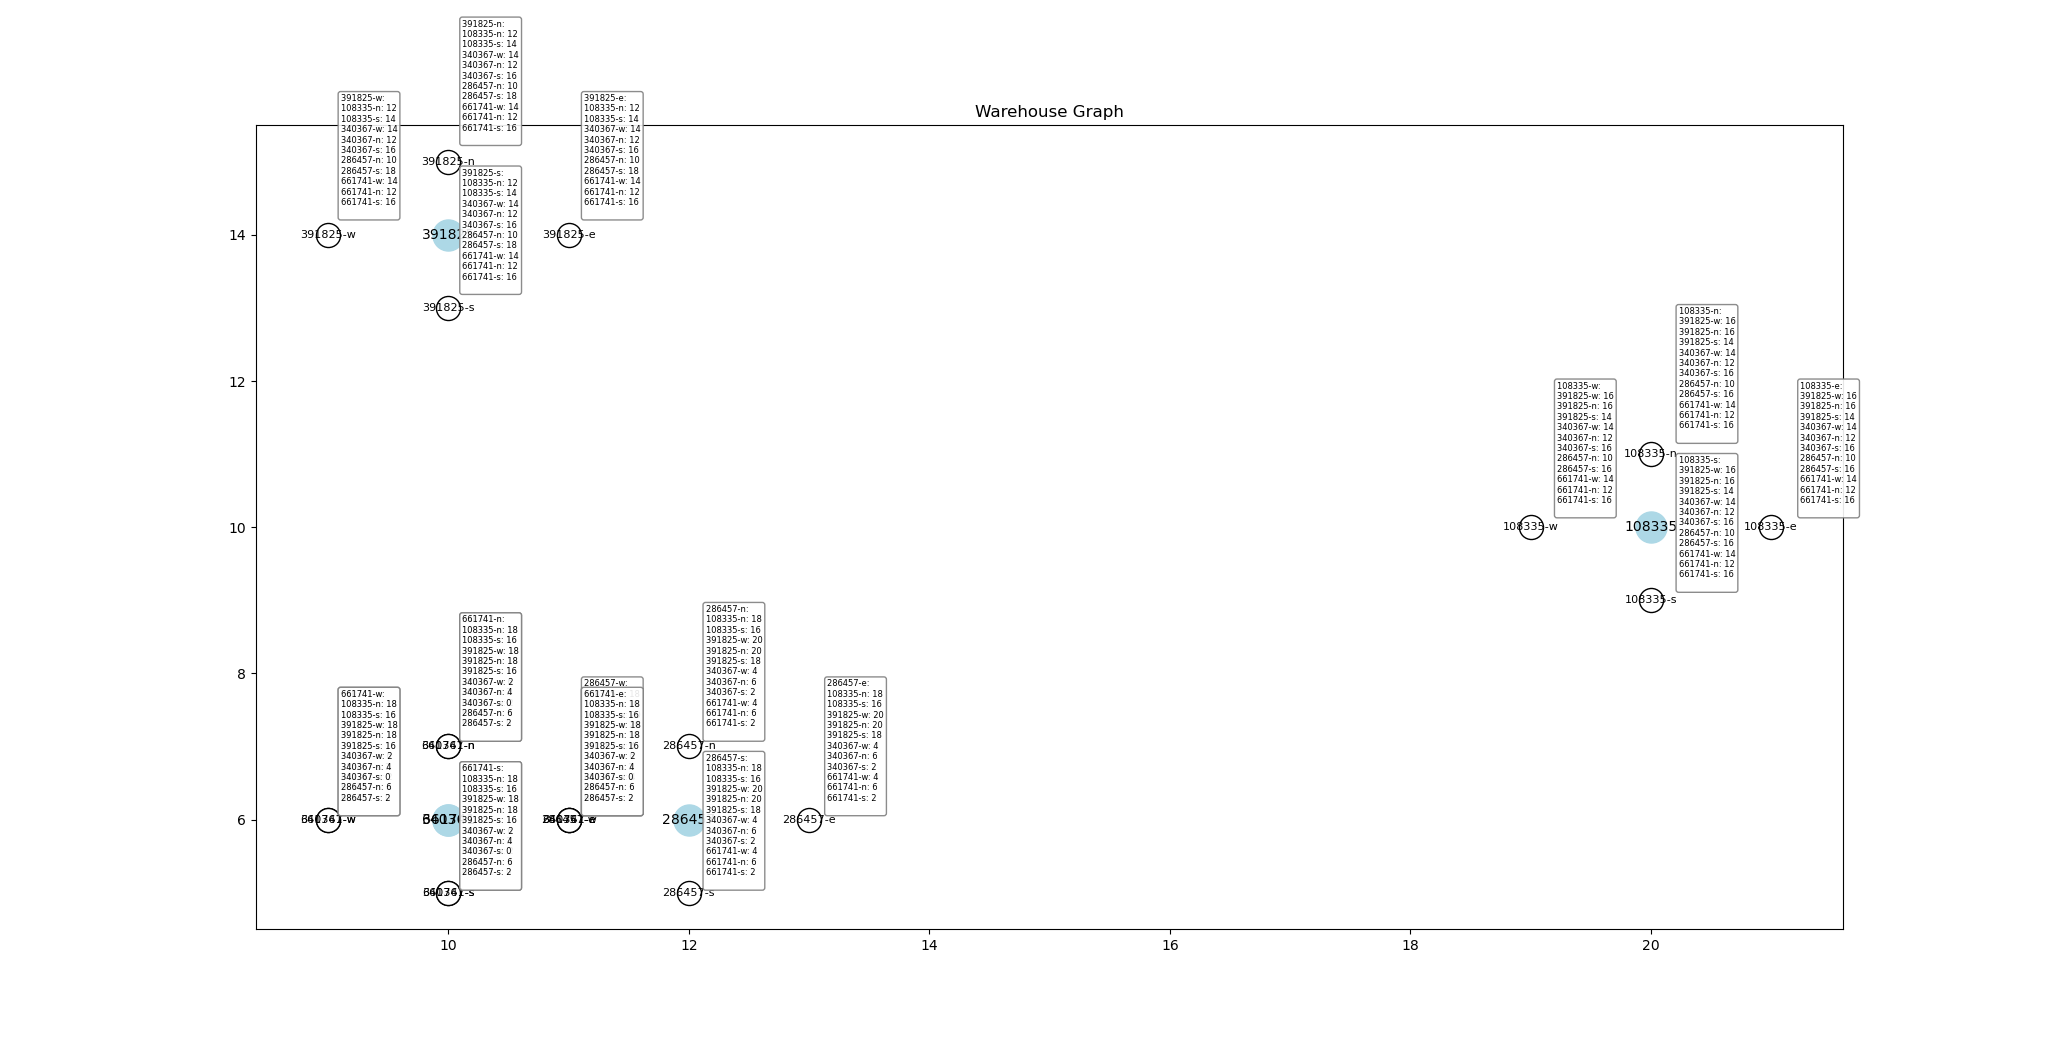 Warehouse Graph
391825-n:
108335-n: 12
108335-s: 14
340367-w: 14
340367-n: 12
340367-s: 16
286457-n: 10
286457-s: 18
661741-w: 14
661741-n: 12
661741-s: 16
391825-w:
108335-n: 12
108335-s: 14
340367-w: 14
340367-n: 12
340367-s: 16
286457-n: 10
286457-s: 18
661741-w: 14
661741-n: 12
661741-s: 16
391825-e:
108335-n: 12
108335-s: 14
340367-w: 14
340367-n: 12
340367-s: 16
286457-n: 10
286457-s: 18
661741-w: 14
661741-n: 12
661741-s: 16
391825-n
391825-s:
108335-n: 12
108335-s: 14
340367-w: 14
340367-n: 12
340367-s: 16
286457-n: 10
286457-s: 18
661741-w: 14
661741-n: 12
661741-s: 16
14
391825-w
391825-e
391825-s
108335-n:
391825-w: 16
391825-n: 16
391825-s: 14
340367-w: 14
340367-n: 12
340367-s: 16
286457-n: 10
286457-s: 16
661741-w: 14
661741-n: 12
661741-s: 16
12
108335-w:
391825-w: 16
391825-n: 16
391825-s: 14
340367-w: 14
340367-n: 12
340367-s: 16
286457-n: 10
286457-s: 16
661741-w: 14
661741-n: 12
661741-s: 16
108335-e:
391825-w: 16
391825-n: 16
391825-s: 14
340367-w: 14
340367-n: 12
340367-s: 16
286457-n: 10
286457-s: 16
661741-w: 14
661741-n: 12
661741-s: 16
108335-n
108335-s:
391825-w: 16
391825-n: 16
391825-s: 14
340367-w: 14
340367-n: 12
340367-s: 16
286457-n: 10
286457-s: 16
661741-w: 14
661741-n: 12
661741-s: 16
10
108335-w
108335
108335-e
108335-s
8
661741-n:
108335-n: 18
108335-s: 16
391825-w: 18
391825-n: 18
391825-s: 16
340367-w: 2
340367-n: 4
340367-s: 0
286457-n: 6
286457-s: 2
286457-n:
108335-n: 18
108335-s: 16
391825-w: 20
391825-n: 20
391825-s: 18
340367-w: 4
340367-n: 6
340367-s: 2
661741-w: 4
661741-n: 6
661741-s: 2
661741-w:
108335-n: 18
108335-s: 16
391825-w: 18
391825-n: 18
391825-s: 16
340367-w: 2
340367-n: 4
340367-s: 0
286457-n: 6
286457-s: 2
286457-w:
661741-e:
108335-n: 18
108335-s: 16
391825-w: 18
391825-n: 18
391825-s: 16
340367-w: 2
340367-n: 4
340367-s: 0
286457-n: 6
286457-s: 2
286457-e:
108335-n: 18
108335-s: 16
391825-w: 20
391825-n: 20
391825-s: 18
340367-w: 4
340367-n: 6
340367-s: 2
661741-w: 4
661741-n: 6
661741-s: 2
286457-n
661741-s:
108335-n: 18
108335-s: 16
391825-w: 18
391825-n: 18
391825-s: 16
340367-w: 2
340367-n: 4
340367-s: 0
286457-n: 6
286457-s: 2
286457-s:
108335-n: 18
108335-s: 16
391825-w: 20
391825-n: 20
391825-s: 18
340367-w: 4
340367-n: 6
340367-s: 2
661741-w: 4
661741-n: 6
661741-s: 2
6
286457-e
286457-s
10
12
14
16
18
20